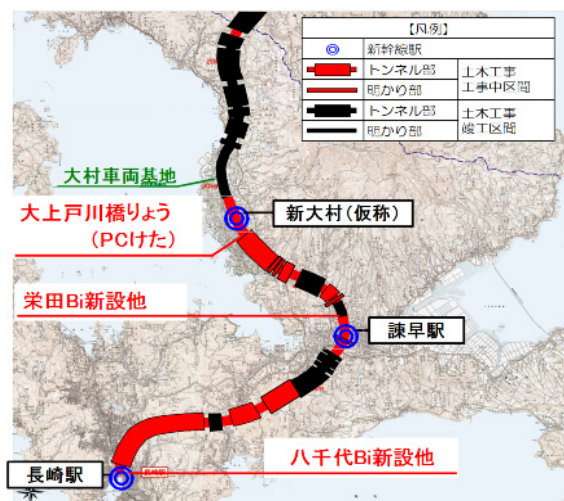 【凡例】
新幹線駅
トンネル部
明かり部
土木工事
工事中区間
トンネル部
明かり部
土木工事
竣工区間
大村車両基地
大上戸川橋りょう
(PCけた)
新大村(仮称)
栄田Bi新設他
諫早駅
八千代Bi新設他
長崎駅
長崎駅